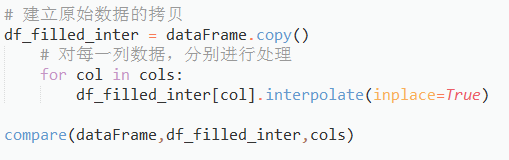 # 建立原始数据的拷贝
df_filled_inter = dataFrame.copy()
    # 对每一列数据，分别进行处理
    for col in cols:
        df_filled_inter[col].interpolate(inplace=True)

compare(dataFrame,df_filled_inter,cols)